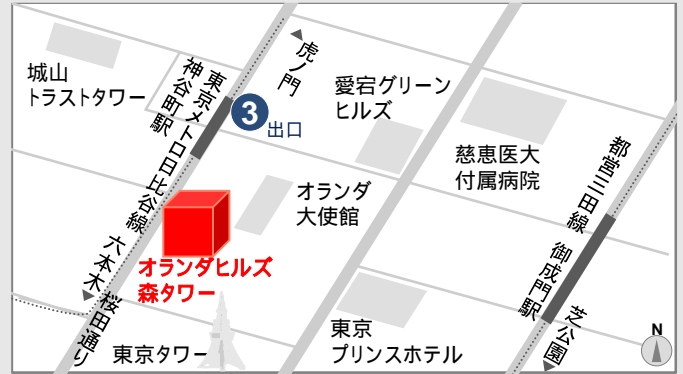 虎ノ門
城山
トラストタワー
東京メトロ日比谷線
神谷町駅
3
出口
愛宕グリーン
ヒルズ
慈恵医大
付属病院
都営三田線 御成門駅
オランダ
大使館
オランダヒルズ
森タワー
六本木
桜田通り
東京タワー
東京
プリンスホテル
芝公園
N